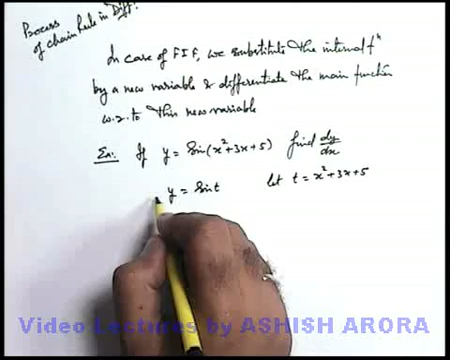 Process
of chain Rule in Diff.
In case of FIF, we substitute the internal fⁿ
by a new variable & differentiate the main function
w.r. to this new variable
Ex: If y = Sin(x²+3x+5) find dy/dx
y = Sint let t = x²+3x+5
Video Lectures by ASHISH ARORA